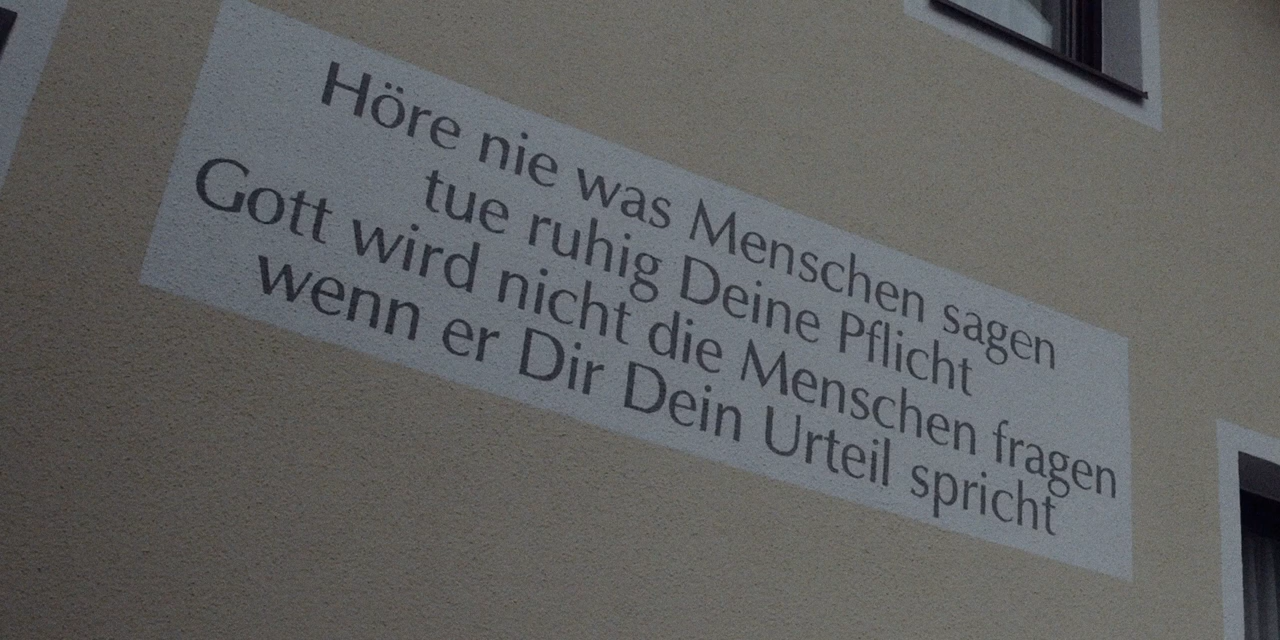 Höre nie was Menschen sagen
tue ruhig Deine Pflicht
Gott wird nicht die Menschen fragen
wenn er Dir Dein Urteil spricht